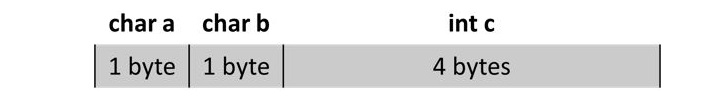 char a char b int c
1 byte 1 byte 4 bytes